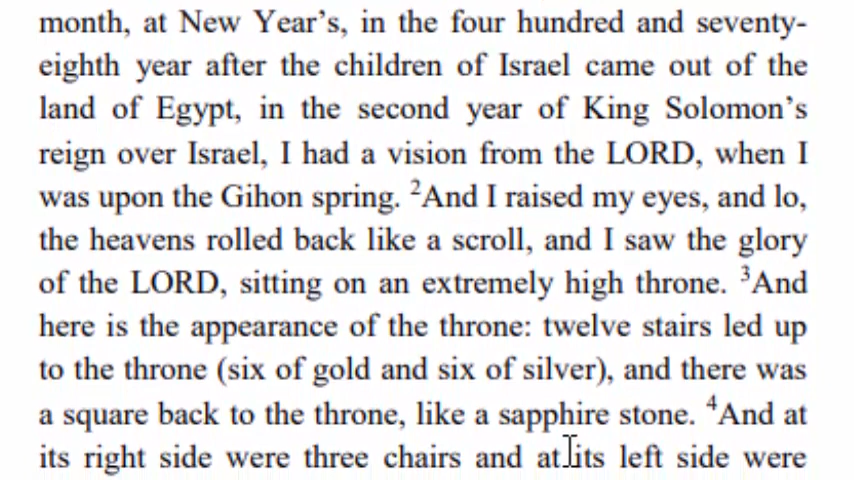 month, at New Year’s, in the four hundred and seventy-
eighth year after the children of Israel came out of the
land of Egypt, in the second year of King Solomon’s
reign over Israel, I had a vision from the LORD, when I
was upon the Gihon spring. ²And I raised my eyes, and lo,
the heavens rolled back like a scroll, and I saw the glory
of the LORD, sitting on an extremely high throne. ³And
here is the appearance of the throne: twelve stairs led up
to the throne (six of gold and six of silver), and there was
a square back to the throne, like a sapphire stone. ⁴And at
its right side were three chairs and at its left side were